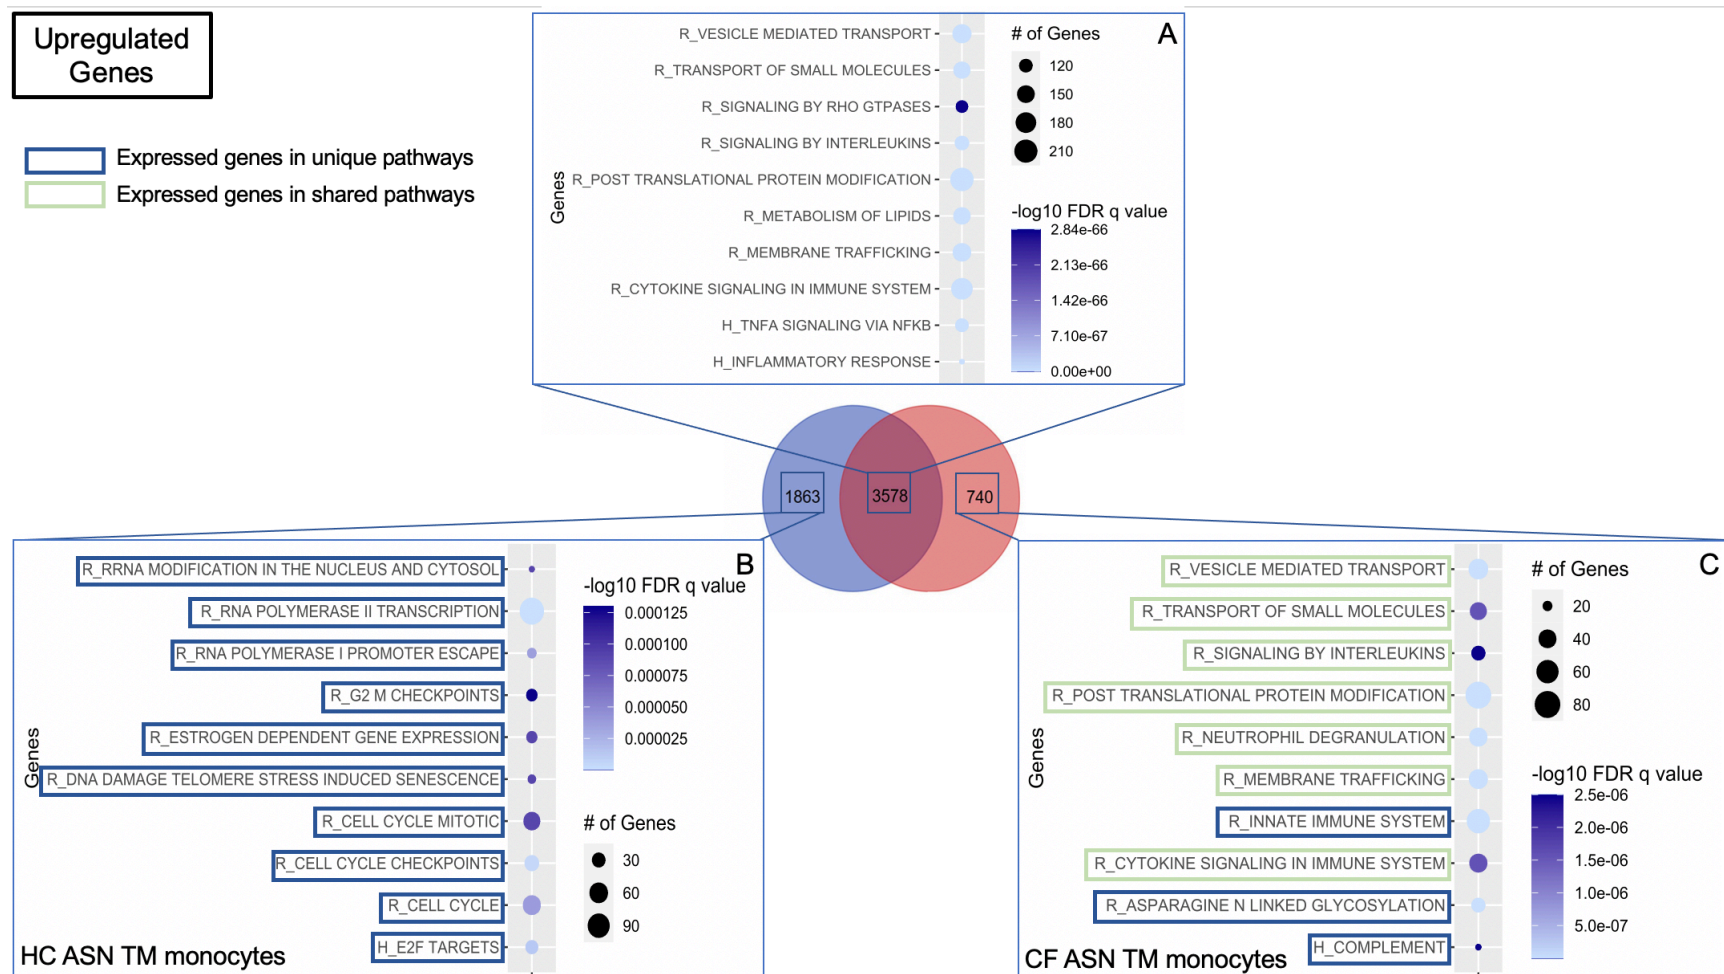 Upregulated
Genes
Expressed genes in unique pathways
Expressed genes in shared pathways
A
Genes
R_VESICLE MEDIATED TRANSPORT
R_TRANSPORT OF SMALL MOLECULES
R_SIGNALING BY RHO GTPASES
R_SIGNALING BY INTERLEUKINS
R_POST TRANSLATIONAL PROTEIN MODIFICATION
R_METABOLISM OF LIPIDS
R_MEMBRANE TRAFFICKING
R_CYTOKINE SIGNALING IN IMMUNE SYSTEM
H_TNFA SIGNALING VIA NFKB
H_INFLAMMATORY RESPONSE
# of Genes
120
150
180
210
-log10 FDR q value
2.84e-66
2.13e-66
1.42e-66
7.10e-67
0.00e+00
1863
3578
740
B
Genes
R_RRNA MODIFICATION IN THE NUCLEUS AND CYTOSOL
R_RNA POLYMERASE II TRANSCRIPTION
R_RNA POLYMERASE I PROMOTER ESCAPE
R_G2 M CHECKPOINTS
R_ESTROGEN DEPENDENT GENE EXPRESSION
R_DNA DAMAGE TELOMERE STRESS INDUCED SENESCENCE
R_CELL CYCLE MITOTIC
R_CELL CYCLE CHECKPOINTS
R_CELL CYCLE
H_E2F TARGETS
-log10 FDR q value
0.000125
0.000100
0.000075
0.000050
0.000025
# of Genes
30
60
90
HC ASN TM monocytes
C
Genes
R_VESICLE MEDIATED TRANSPORT
R_TRANSPORT OF SMALL MOLECULES
R_SIGNALING BY INTERLEUKINS
R_POST TRANSLATIONAL PROTEIN MODIFICATION
R_NEUTROPHIL DEGRANULATION
R_MEMBRANE TRAFFICKING
R_INNATE IMMUNE SYSTEM
R_CYTOKINE SIGNALING IN IMMUNE SYSTEM
R_ASPARAGINE N LINKED GLYCOSYLATION
H_COMPLEMENT
# of Genes
20
40
60
80
-log10 FDR q value
2.5e-06
2.0e-06
1.5e-06
1.0e-06
5.0e-07
CF ASN TM monocytes